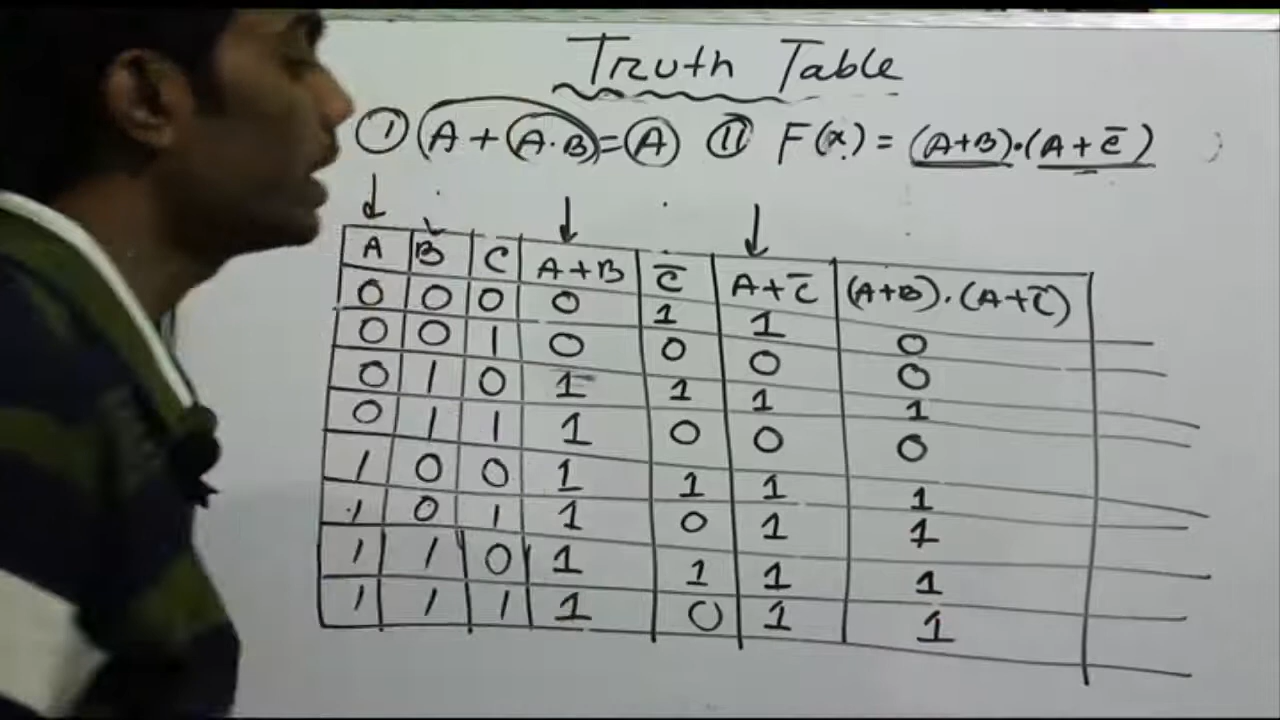 Truth Table
① (A + (A·B) = A ⑪ F(x) = (A+B)·(A+C̅)
A B C A+B C̅ A+C̅ (A+B)·(A+C̅)
0 0 0 0 1 1 0
0 0 1 0 0 0 0
0 1 0 1 1 1 1
0 1 1 1 0 0 0
1 0 0 1 1 1 1
1 0 1 1 0 1 1
1 1 0 1 1 1 1
1 1 1 1 0 1 1